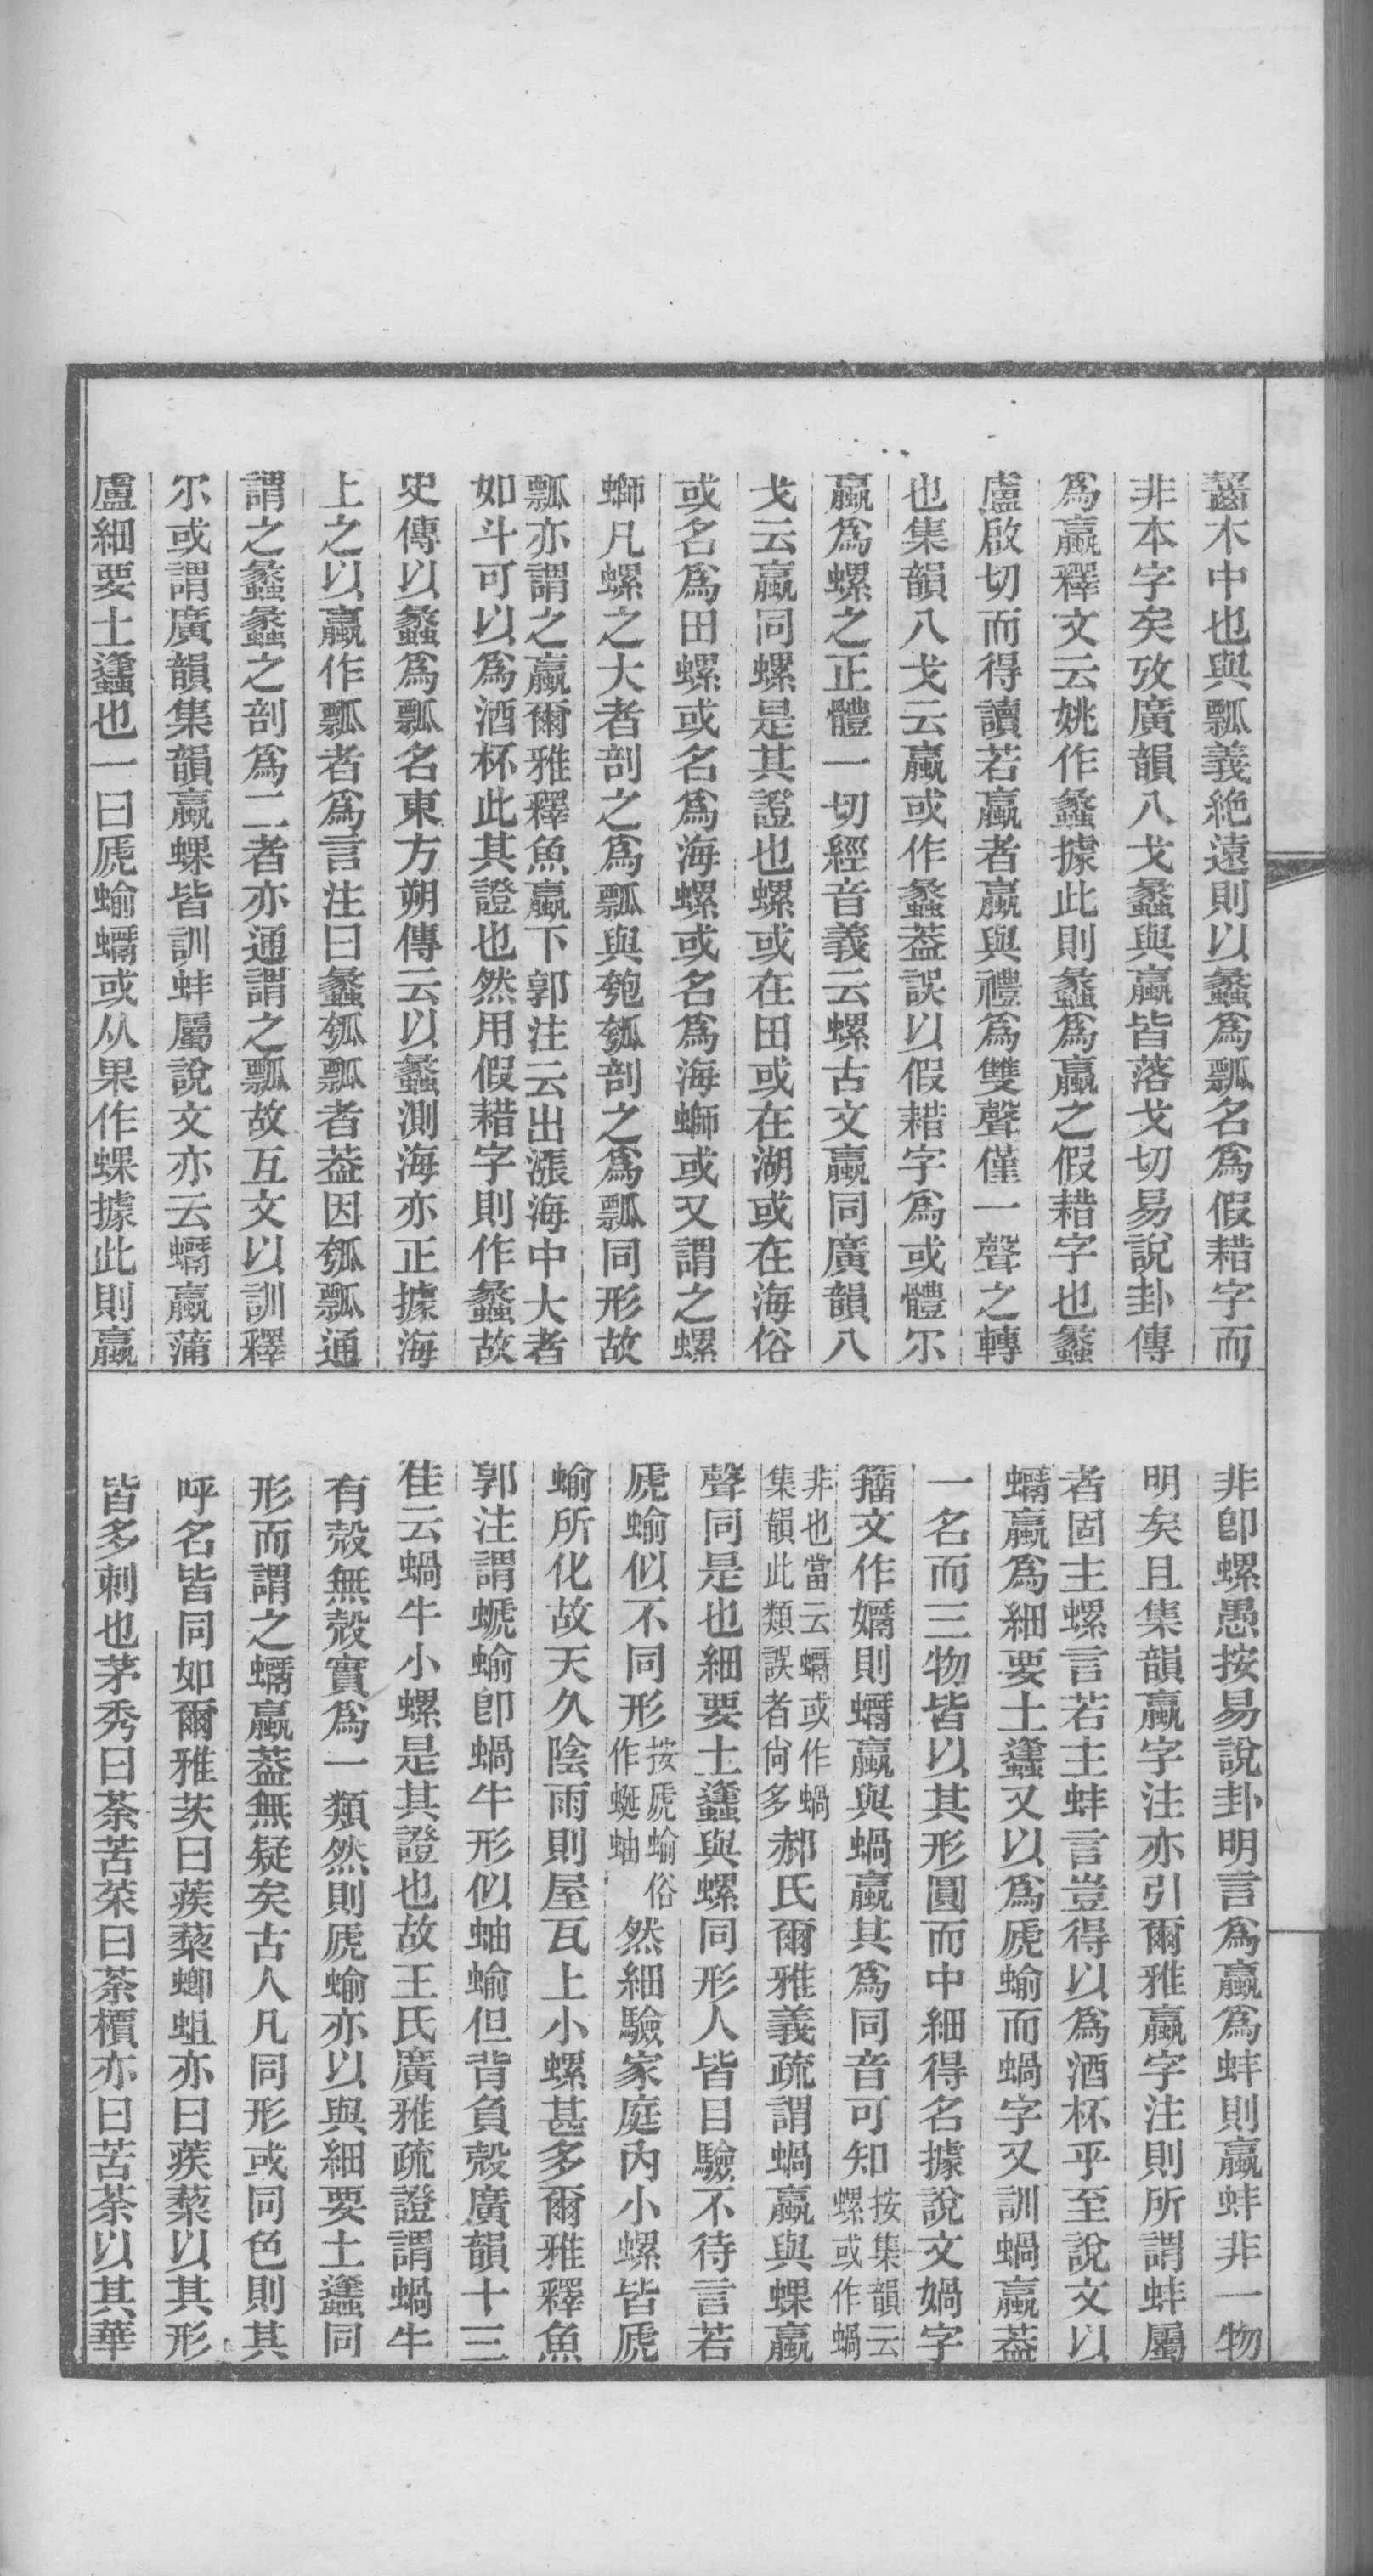 齧木中也與瓢義絶遠則以蠡爲瓢名爲假耤字而
非本字矣攷廣韻八戈蠡與蠃皆落戈切易說卦傳
爲蠃釋文云姚作蠡據此則蠡爲蠃之假耤字也蠡
盧啟切而得讀若蠃者蠃與禮爲雙聲僅一聲之轉
也集韻八戈云蠃或作蠡葢誤以假耤字爲或體尒
蠃爲螺之正體一切經音義云螺古文蠃同廣韻八
戈云蠃同螺是其證也螺或在田或在湖或在海俗
或名爲田螺或名爲海螺或名爲海螄或又謂之螺
螄凡螺之大者剖之爲瓢與匏瓠剖之爲瓢同形故
瓢亦謂之蠃爾雅釋魚蠃下郭注云出漲海中大者
如斗可以爲酒杯此其證也然用假耤字則作蠡故
史傳以蠡爲瓢名東方朔傳云以蠡測海亦正據海
上之以蠃作瓢者爲言注曰蠡瓠瓢者葢因瓠瓢通
謂之蠡蠡之剖爲二者亦通謂之瓢故互文以訓釋
尒或謂廣韻集韻蠃蜾皆訓蚌屬說文亦云蠣蠃蒲
盧細要土蠭也一曰虒蝓蠣或从果作蜾據此則蠃
非卽螺愚按易說卦明言爲蠃爲蚌則蠃蚌非一物
明矣且集韻蠃字注亦引爾雅蠃字注則所謂蚌屬
者固主螺言若主蚌言豈得以爲酒杯乎至說文以
蠣蠃爲細要土蠭又以爲虒蝓而蝸字又訓蝸蠃葢
一名而三物皆以其形圓而中細得名據說文媧字
籒文作㛿則蠣蠃與蝸蠃其爲同音可知按集韻云螺或作蝸
非也當云蠣或作蝸集韻此類誤者尙多郝氏爾雅義疏謂蝸蠃與蜾蠃
聲同是也細要土蠭與螺同形人皆目驗不待言若
虒蝓似不同形按虒蝓俗作蜒蚰然細驗家庭內小螺皆虒
蝓所化故天久陰雨則屋瓦上小螺甚多爾雅釋魚
郭注謂螔蝓卽蝸牛形似蚰蝓但背負殼廣韻十三
佳云蝸牛小螺是其證也故王氏廣雅疏證謂蝸牛
有殼無殼實爲一類然則虒蝓亦以與細要土蠭同
形而謂之蠣蠃葢無疑矣古人凡同形或同色則其
呼名皆同如爾雅茨曰蒺藜蝍蛆亦曰蒺藜以其形
皆多刺也茅秀曰荼苦菜曰荼檟亦曰苦荼以其華